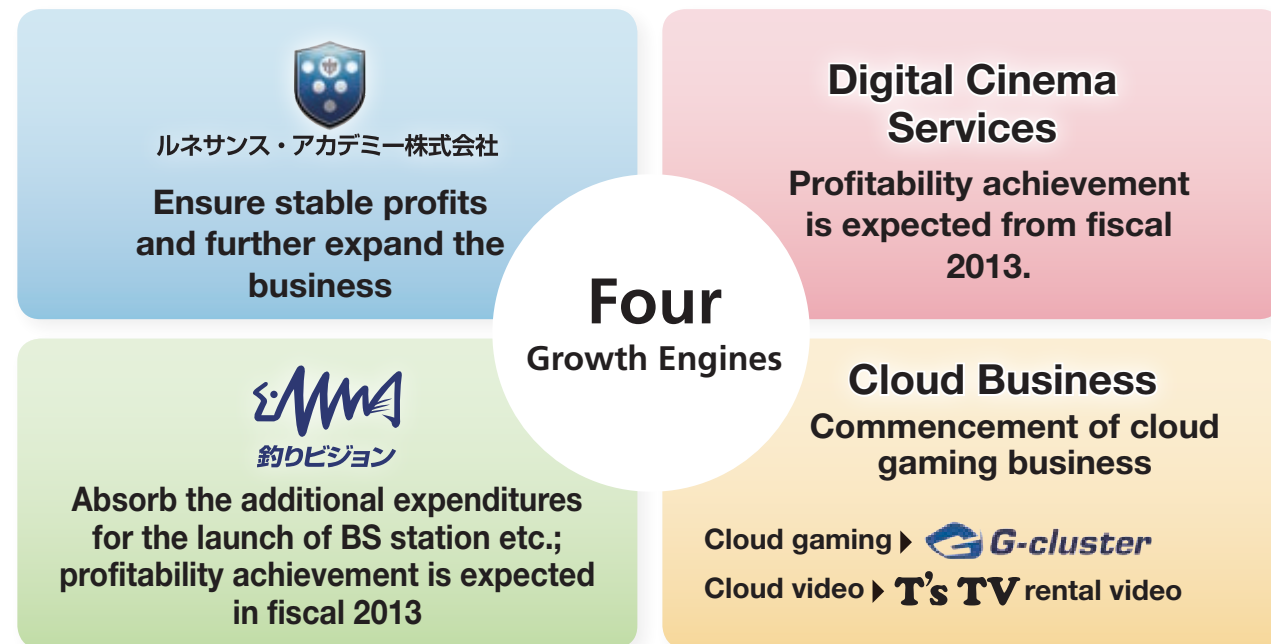 ルネサンス・アカデミー株式会社
Ensure stable profits
and further expand the
business
Digital Cinema
Services
Profitability achievement
is expected from fiscal
2013.
Four
Growth Engines
釣りビジョン
Absorb the additional expenditures
for the launch of BS station etc.;
profitability achievement is expected
in fiscal 2013
Cloud Business
Commencement of cloud
gaming business
Cloud gaming G-cluster
Cloud video T's TV rental video